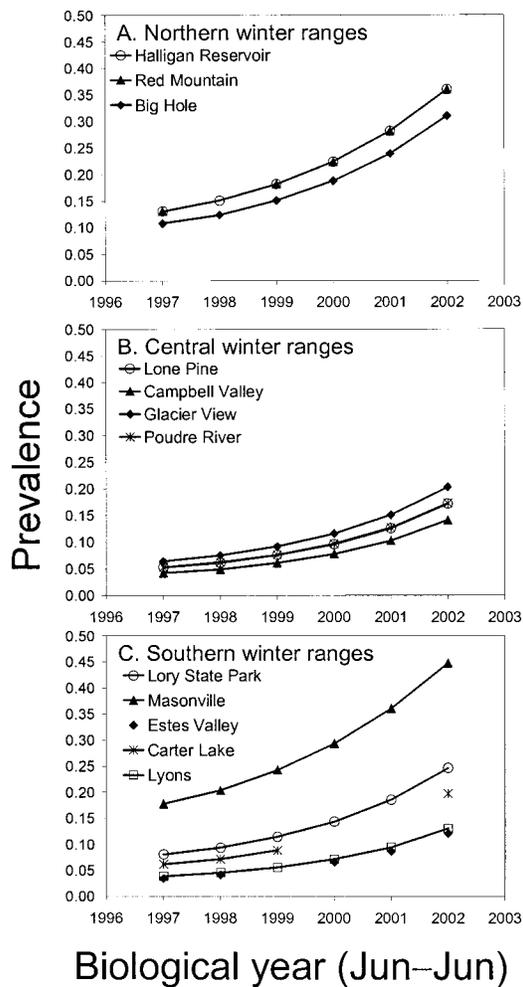 A. Northern winter ranges
Halligan Reservoir
Red Mountain
Big Hole
0.50
0.45
0.40
0.35
0.30
0.25
0.20
0.15
0.10
0.05
0.00
1996 1997 1998 1999 2000 2001 2002 2003
B. Central winter ranges
Lone Pine
Campbell Valley
Glacier View
Poudre River
0.50
0.45
0.40
0.35
0.30
0.25
0.20
0.15
0.10
0.05
0.00
1996 1997 1998 1999 2000 2001 2002 2003
Prevalence
C. Southern winter ranges
Lory State Park
Masonville
Estes Valley
Carter Lake
Lyons
0.50
0.45
0.40
0.35
0.30
0.25
0.20
0.15
0.10
0.05
0.00
1996 1997 1998 1999 2000 2001 2002 2003
Biological year (Jun–Jun)